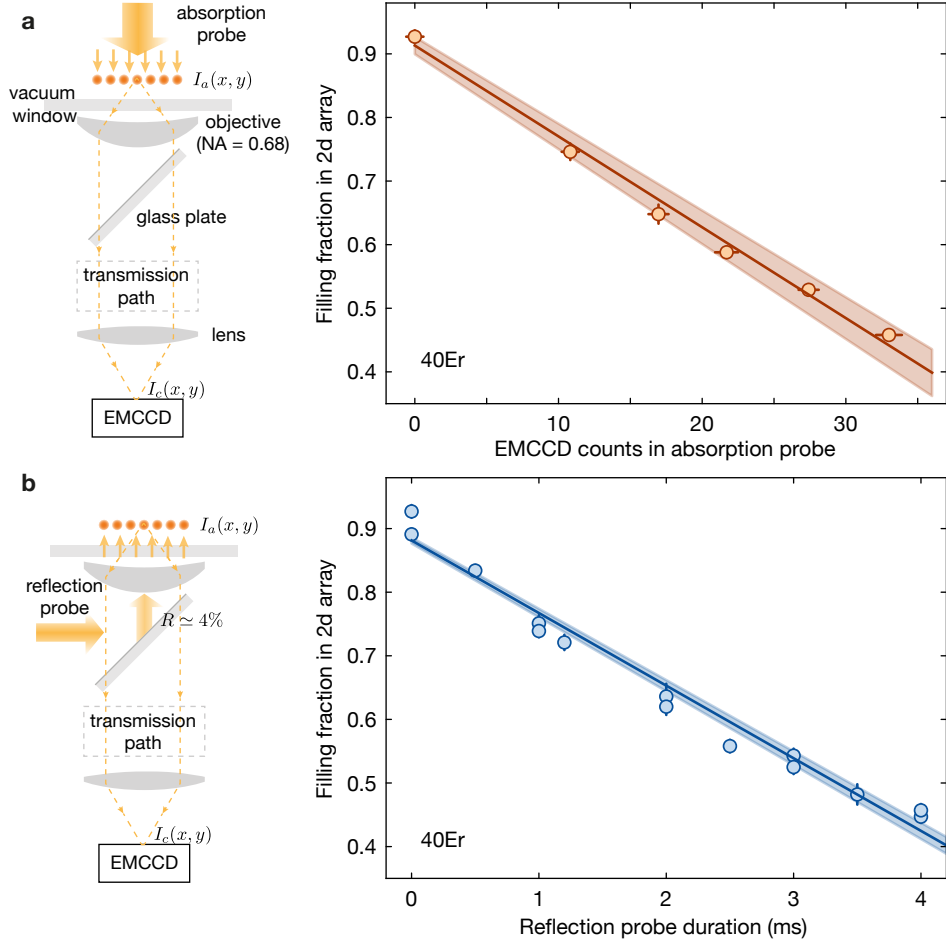 a
absorption
probe
I_a(x, y)
vacuum
window
objective
(NA = 0.68)
glass plate
transmission
path
lens
I_c(x, y)
EMCCD
Filling fraction in 2d array
0.9
0.8
0.7
0.6
0.5
0.4
40Er
0 10 20 30
EMCCD counts in absorption probe
b
I_a(x, y)
reflection
probe
R ≃ 4%
transmission
path
I_c(x, y)
EMCCD
Filling fraction in 2d array
0.9
0.8
0.7
0.6
0.5
0.4
40Er
0 1 2 3 4
Reflection probe duration (ms)